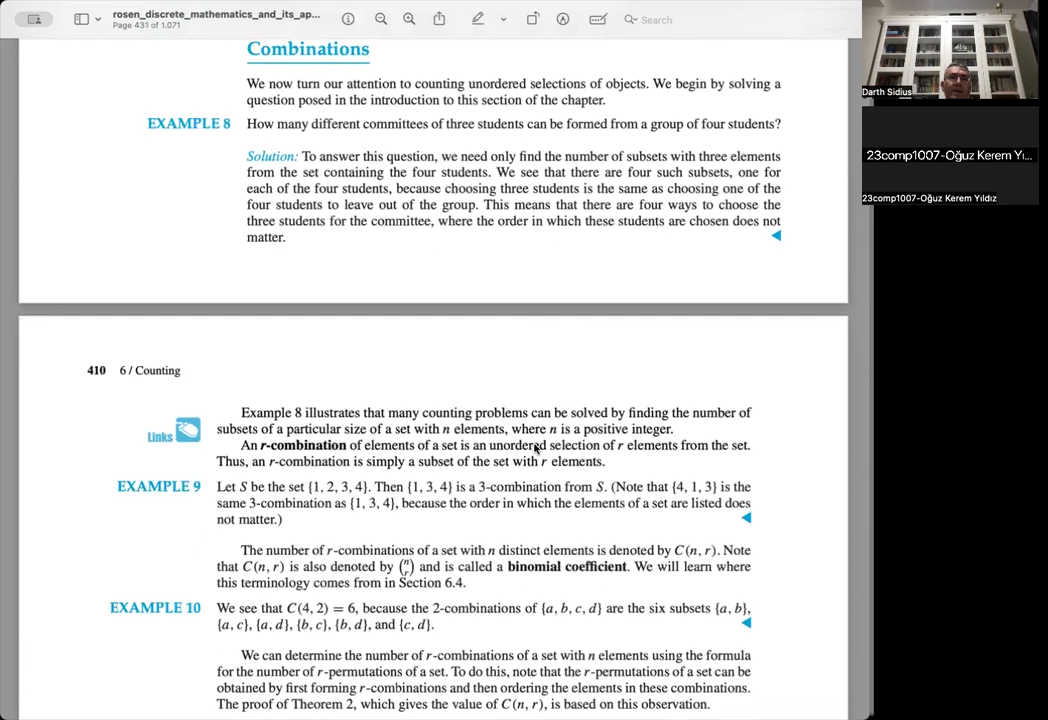 rosen_discrete_mathematics_and_its_ap...
Page 431 of 1.071
Search
Combinations
We now turn our attention to counting unordered selections of objects. We begin by solving a
question posed in the introduction to this section of the chapter.
EXAMPLE 8 How many different committees of three students can be formed from a group of four students?
Solution: To answer this question, we need only find the number of subsets with three elements
from the set containing the four students. We see that there are four such subsets, one for
each of the four students, because choosing three students is the same as choosing one of the
four students to leave out of the group. This means that there are four ways to choose the
three students for the committee, where the order in which these students are chosen does not
matter.
410 6 / Counting
Example 8 illustrates that many counting problems can be solved by finding the number of
subsets of a particular size of a set with n elements, where n is a positive integer.
Links
An r-combination of elements of a set is an unordered selection of r elements from the set.
Thus, an r-combination is simply a subset of the set with r elements.
EXAMPLE 9 Let S be the set {1, 2, 3, 4}. Then {1, 3, 4} is a 3-combination from S. (Note that {4, 1, 3} is the
same 3-combination as {1, 3, 4}, because the order in which the elements of a set are listed does
not matter.)
The number of r-combinations of a set with n distinct elements is denoted by C(n, r). Note
that C(n, r) is also denoted by (n r) and is called a binomial coefficient. We will learn where
this terminology comes from in Section 6.4.
EXAMPLE 10 We see that C(4, 2) = 6, because the 2-combinations of {a, b, c, d} are the six subsets {a, b},
{a, c}, {a, d}, {b, c}, {b, d}, and {c, d}.
We can determine the number of r-combinations of a set with n elements using the formula
for the number of r-permutations of a set. To do this, note that the r-permutations of a set can be
obtained by first forming r-combinations and then ordering the elements in these combinations.
The proof of Theorem 2, which gives the value of C(n, r), is based on this observation.
Darth Sidius
23comp1007-Oğuz Kerem Yı...
23comp1007-Oğuz Kerem Yıldız